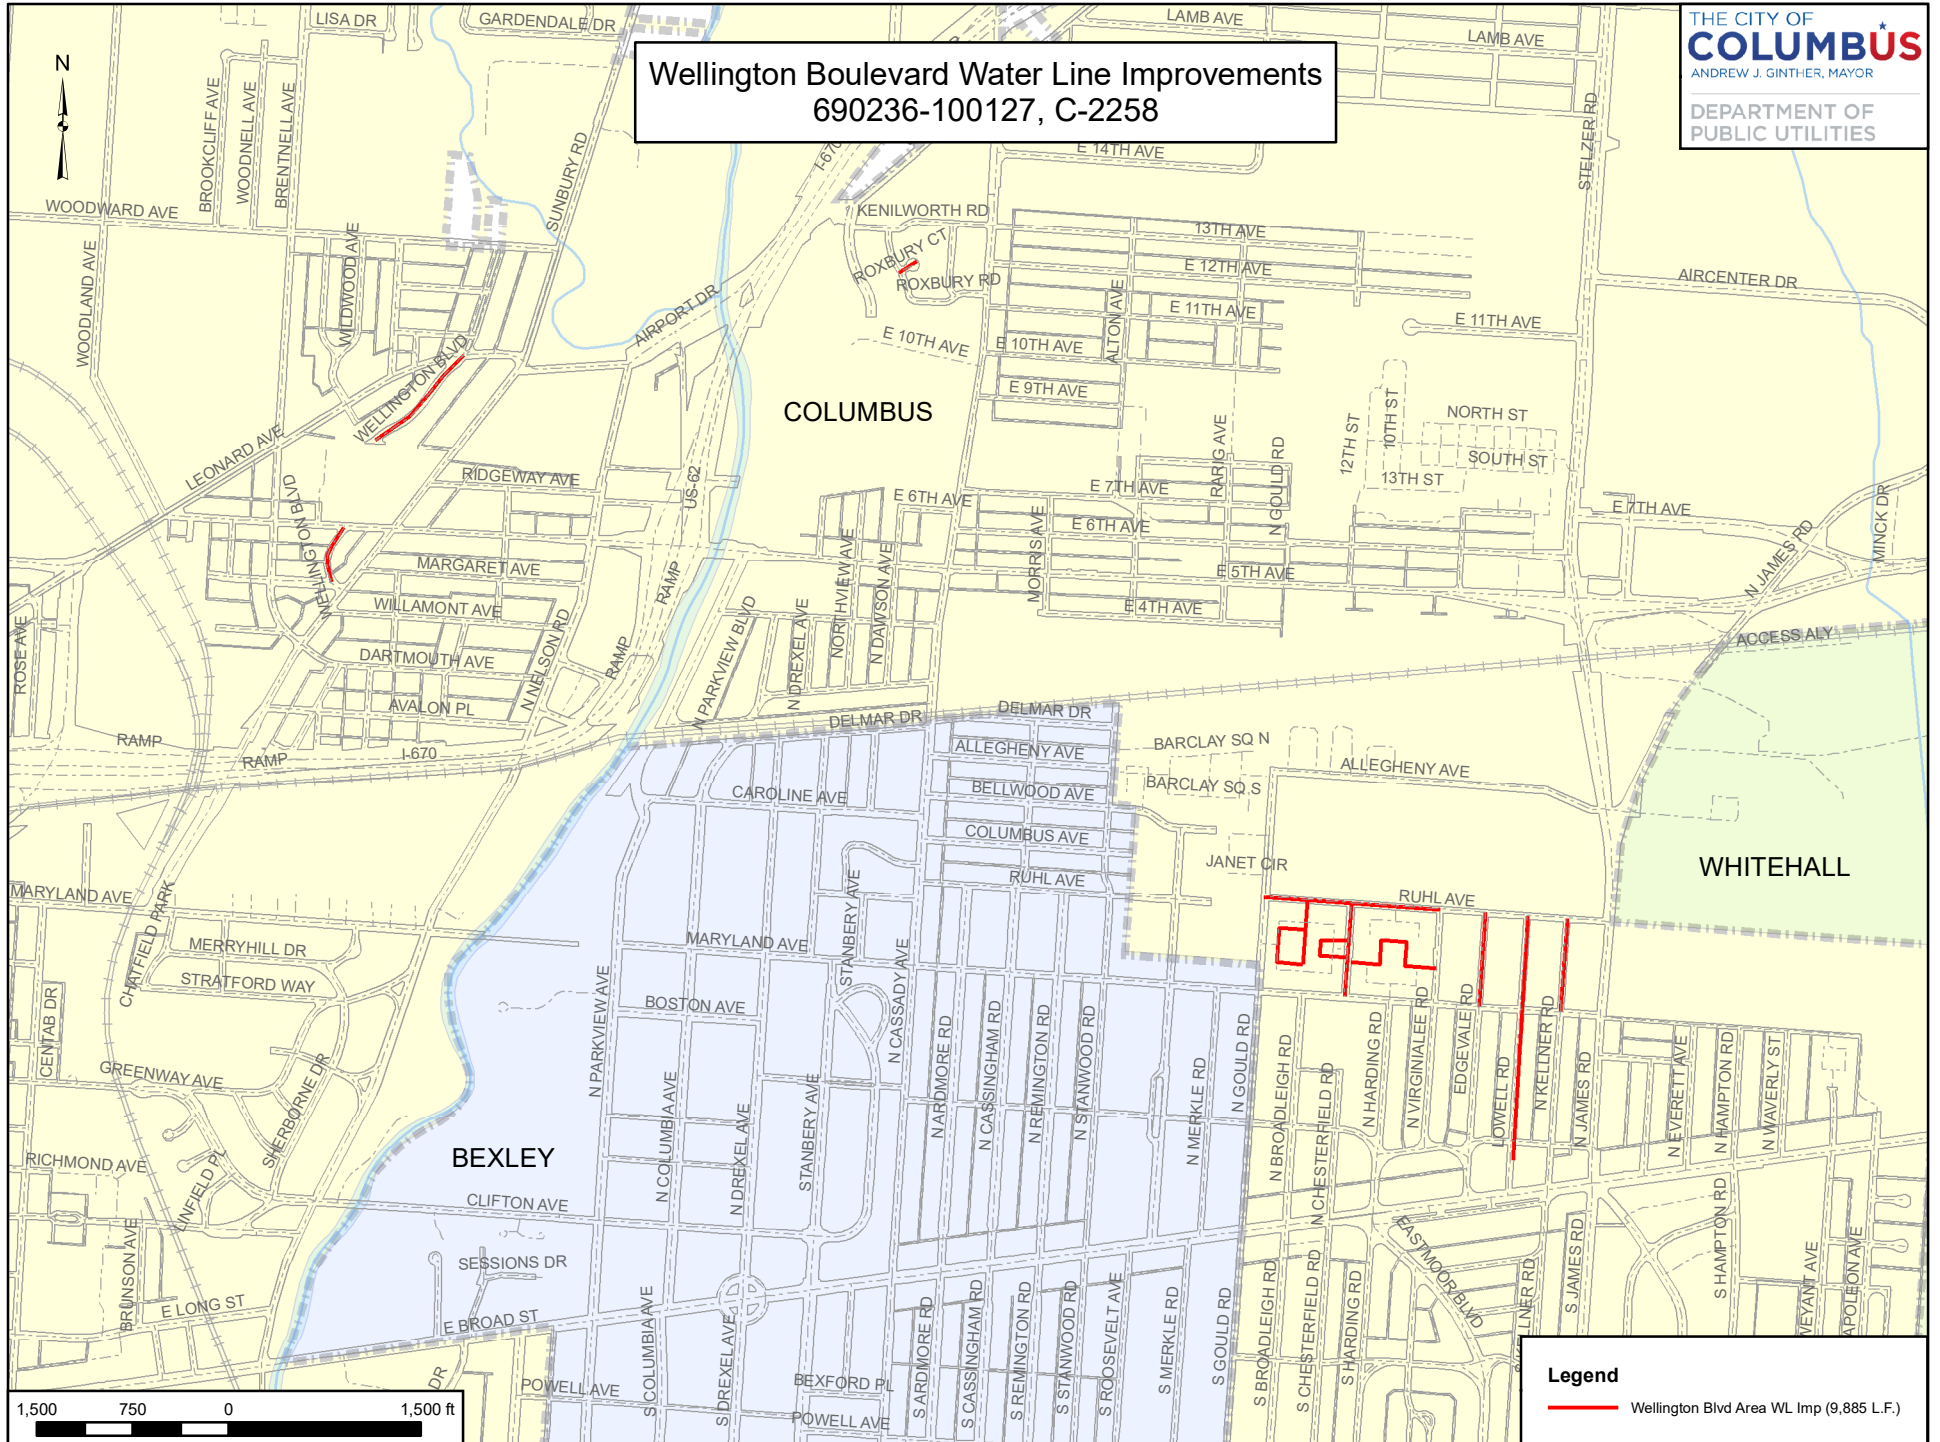 Wellington Boulevard Water Line Improvements
690236-100127, C-2258
THE CITY OF
COLUMBUS
ANDREW J. GINTHER, MAYOR
DEPARTMENT OF
PUBLIC UTILITIES
N
LISA DR
GARDENDALE DR
LAMB AVE
LAMB AVE
BROOKCLIFF AVE
WOODNELL AVE
BRENTNELL AVE
SUNBURY RD
I-670
E 14TH AVE
STELZER RD
WOODWARD AVE
KENILWORTH RD
13TH AVE
WOODLAND AVE
WILDWOOD AVE
ROXBURY CT
ROXBURY RD
E 12TH AVE
AIRCENTER DR
AIRPORT DR
ALTON AVE
E 11TH AVE
E 11TH AVE
E 10TH AVE
E 10TH AVE
WELLINGTON BLVD
E 9TH AVE
COLUMBUS
12TH ST
10TH ST
NORTH ST
LEONARD AVE
RARIG AVE
N GOULD RD
SOUTH ST
13TH ST
WELLINGTON BLVD
RIDGEWAY AVE
US-62
E 6TH AVE
E 7TH AVE
E 7TH AVE
MINCK DR
MORRIS AVE
E 6TH AVE
MARGARET AVE
RAMP
NORTHVIEW AVE
N DAWSON AVE
E 5TH AVE
N JAMES RD
WELLINGTON BLVD
WILLAMONT AVE
E 4TH AVE
ROSE AVE
N NELSON RD
RAMP
N PARKVIEW BLVD
N DREXEL AVE
ACCESS ALY
DARTMOUTH AVE
AVALON PL
DELMAR DR
DELMAR DR
RAMP
RAMP
I-670
ALLEGHENY AVE
BARCLAY SQ N
ALLEGHENY AVE
CAROLINE AVE
BELLWOOD AVE
BARCLAY SQ S
COLUMBUS AVE
JANET CIR
WHITEHALL
MARYLAND AVE
CHATFIELD PARK
STANBERY AVE
RUHL AVE
RUHL AVE
MERRYHILL DR
MARYLAND AVE
STRATFORD WAY
N CASSADY AVE
BOSTON AVE
CENTAB DR
N PARKVIEW AVE
N ARDMORE RD
N CASSINGHAM RD
N REMINGTON RD
N STANWOOD RD
N MERKLE RD
N GOULD RD
N BROADLEIGH RD
N CHESTERFIELD RD
N HARDING RD
N VIRGINIALEE RD
EDGEVALE RD
LOWELL RD
N KELLNER RD
N JAMES RD
N EVERETT AVE
N HAMPTON RD
N WAVERLY ST
GREENWAY AVE
SHERBORNE DR
N COLUMBIA AVE
N DREXEL AVE
STANBERY AVE
RICHMOND AVE
LINFIELD PL
BEXLEY
CLIFTON AVE
BRUNSON AVE
SESSIONS DR
E LONG ST
E BROAD ST
S COLUMBIA AVE
S DREXEL AVE
S ARDMORE RD
S CASSINGHAM RD
S REMINGTON RD
S STANWOOD RD
S ROOSEVELT AVE
S MERKLE RD
S GOULD RD
S BROADLEIGH RD
S CHESTERFIELD RD
S HARDING RD
EASTMOOR BLVD
S JAMES RD
S HAMPTON RD
DR
POWELL AVE
BEXFORD PL
POWELL AVE
1,500 750 0 1,500 ft
Legend
Wellington Blvd Area WL Imp (9,885 L.F.)